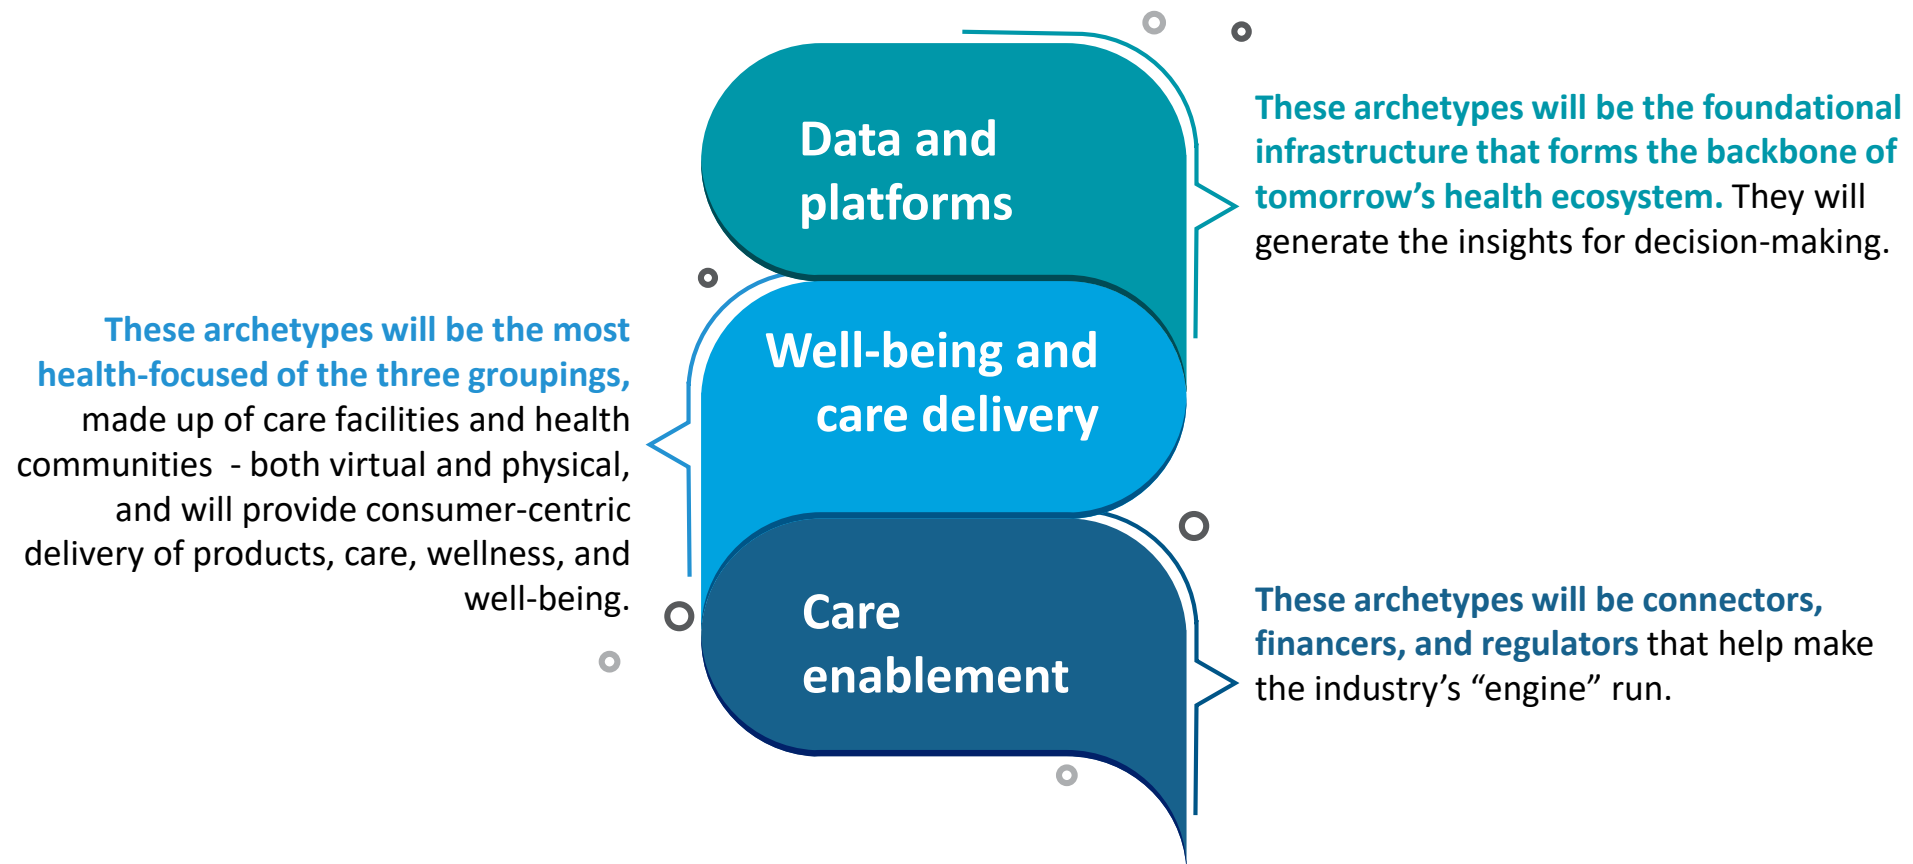 Data and
platforms
These archetypes will be the foundational
infrastructure that forms the backbone of
tomorrow’s health ecosystem. They will
generate the insights for decision-making.
Well-being and
care delivery
These archetypes will be the most
health-focused of the three groupings,
made up of care facilities and health
communities  - both virtual and physical,
and will provide consumer-centric
delivery of products, care, wellness, and
well-being.
Care
enablement
These archetypes will be connectors,
financers, and regulators that help make
the industry’s “engine” run.